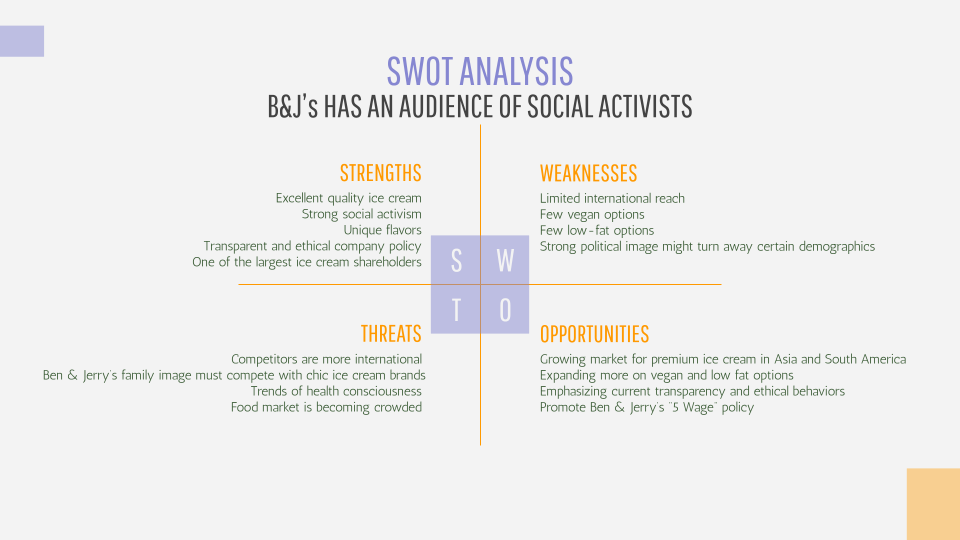 SWOT ANALYSIS
B&J's HAS AN AUDIENCE OF SOCIAL ACTIVISTS
STRENGTHS
Excellent quality ice cream
Strong social activism
Unique flavors
Transparent and ethical company policy
One of the largest ice cream shareholders
WEAKNESSES
Limited international reach
Few vegan options
Few low-fat options
Strong political image might turn away certain demographics
S
W
T
O
THREATS
Competitors are more international
Ben & Jerry's family image must compete with chic ice cream brands
Trends of health consciousness
Food market is becoming crowded
OPPORTUNITIES
Growing market for premium ice cream in Asia and South America
Expanding more on vegan and low fat options
Emphasizing current transparency and ethical behaviors
Promote Ben & Jerry's "5 Wage" policy